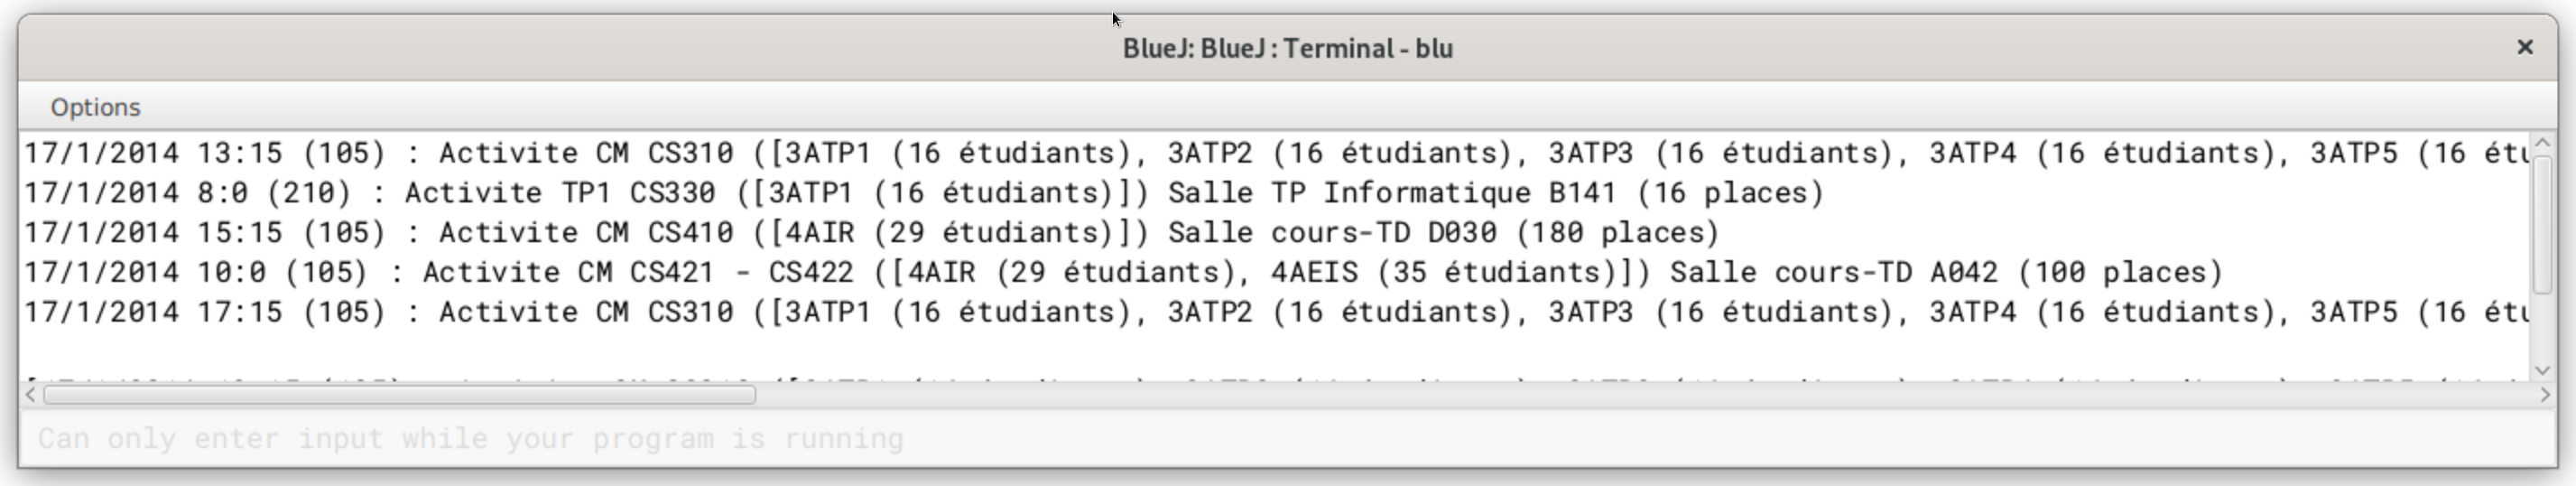 BlueJ: BlueJ : Terminal - blu
Options
17/1/2014 13:15 (105) : Activite CM CS310 ([3ATP1 (16 étudiants), 3ATP2 (16 étudiants), 3ATP3 (16 étudiants), 3ATP4 (16 étudiants), 3ATP5 (16 étu
17/1/2014 8:0 (210) : Activite TP1 CS330 ([3ATP1 (16 étudiants)]) Salle TP Informatique B141 (16 places)
17/1/2014 15:15 (105) : Activite CM CS410 ([4AIR (29 étudiants)]) Salle cours-TD D030 (180 places)
17/1/2014 10:0 (105) : Activite CM CS421 - CS422 ([4AIR (29 étudiants), 4AEIS (35 étudiants)]) Salle cours-TD A042 (100 places)
17/1/2014 17:15 (105) : Activite CM CS310 ([3ATP1 (16 étudiants), 3ATP2 (16 étudiants), 3ATP3 (16 étudiants), 3ATP4 (16 étudiants), 3ATP5 (16 étu
Can only enter input while your program is running